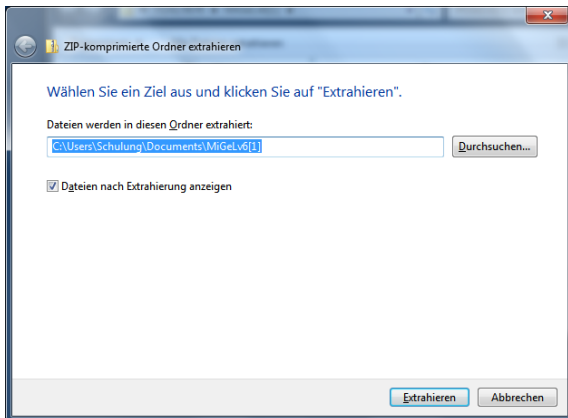 ZIP-komprimierte Ordner extrahieren
Wählen Sie ein Ziel aus und klicken Sie auf "Extrahieren".
Dateien werden in diesen Ordner extrahiert:
C:\Users\Schulung\Documents\MiGeLv6[1]
Durchsuchen...
Dateien nach Extrahierung anzeigen
Extrahieren
Abbrechen